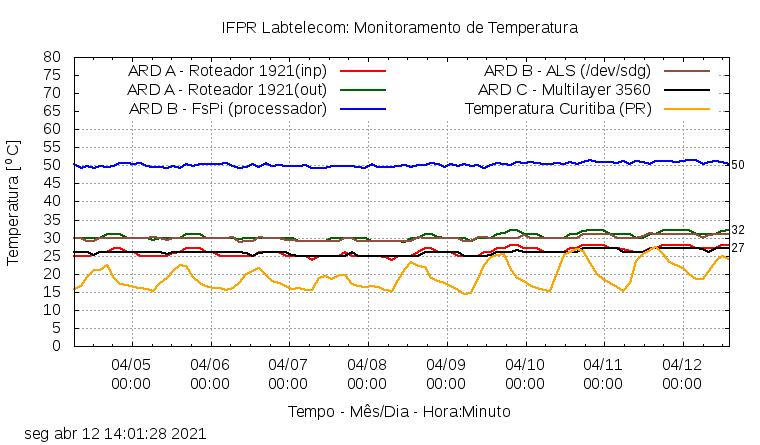 IFPR Labtelecom: Monitoramento de Temperatura
80
75
70
65
60
55
50
45
40
35
30
25
20
15
10
5
0
Temperatura [ºC]
ARD A - Roteador 1921(inp)
ARD A - Roteador 1921(out)
ARD B - FsPi (processador)
ARD B - ALS (/dev/sdg)
ARD C - Multilayer 3560
Temperatura Curitiba (PR)
50
32
27
04/05 04/06 04/07 04/08 04/09 04/10 04/11 04/12
00:00 00:00 00:00 00:00 00:00 00:00 00:00 00:00
Tempo - Mês/Dia - Hora:Minuto
seg abr 12 14:01:28 2021